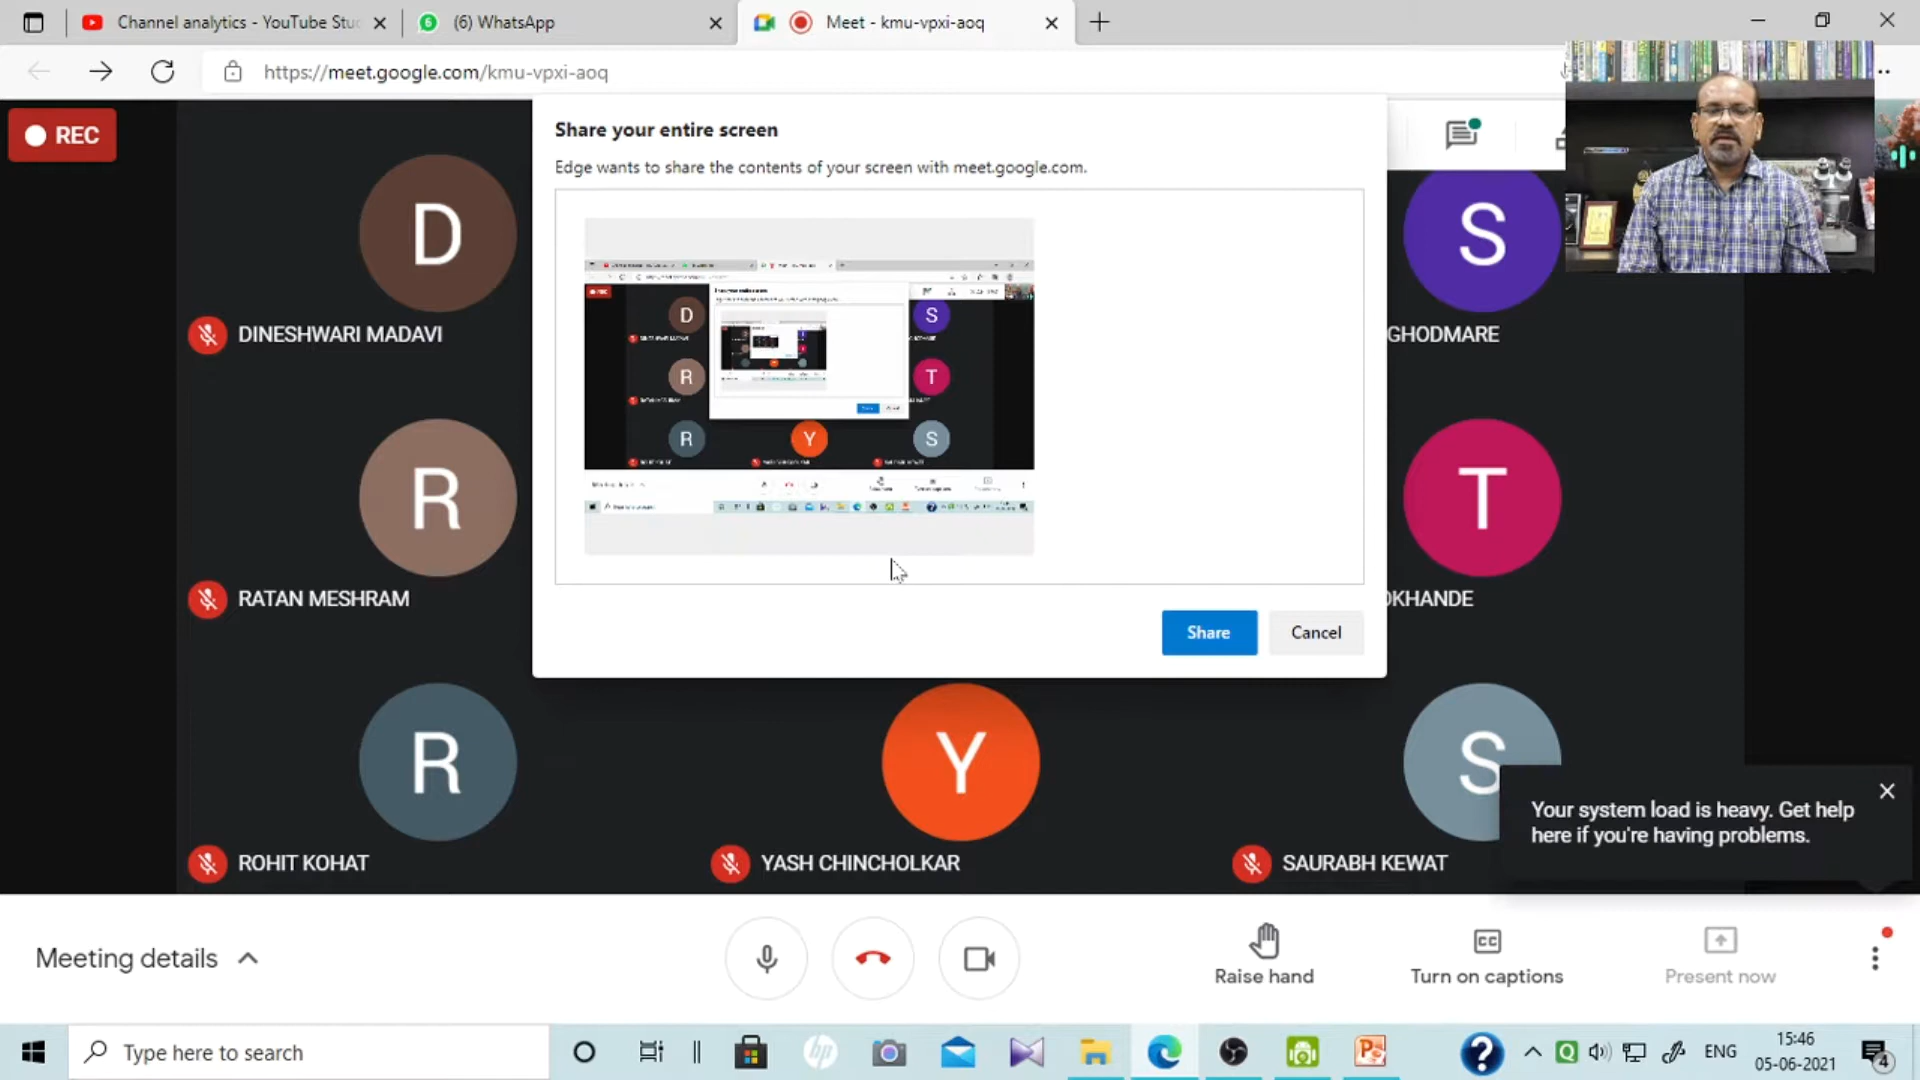 Channel analytics - YouTube Stu
(6) WhatsApp
Meet - kmu-vpxi-aoq
https://meet.google.com/kmu-vpxi-aoq
REC
Share your entire screen
Edge wants to share the contents of your screen with meet.google.com.
D
S
DINESHWARI MADAVI
GHODMARE
R
T
RATAN MESHRAM
Share
Cancel
R
Y
S
Your system load is heavy. Get help
here if you're having problems.
ROHIT KOHAT
YASH CHINCHOLKAR
SAURABH KEWAT
Meeting details
Raise hand
Turn on captions
Present now
Type here to search
ENG
15:46
05-06-2021
4